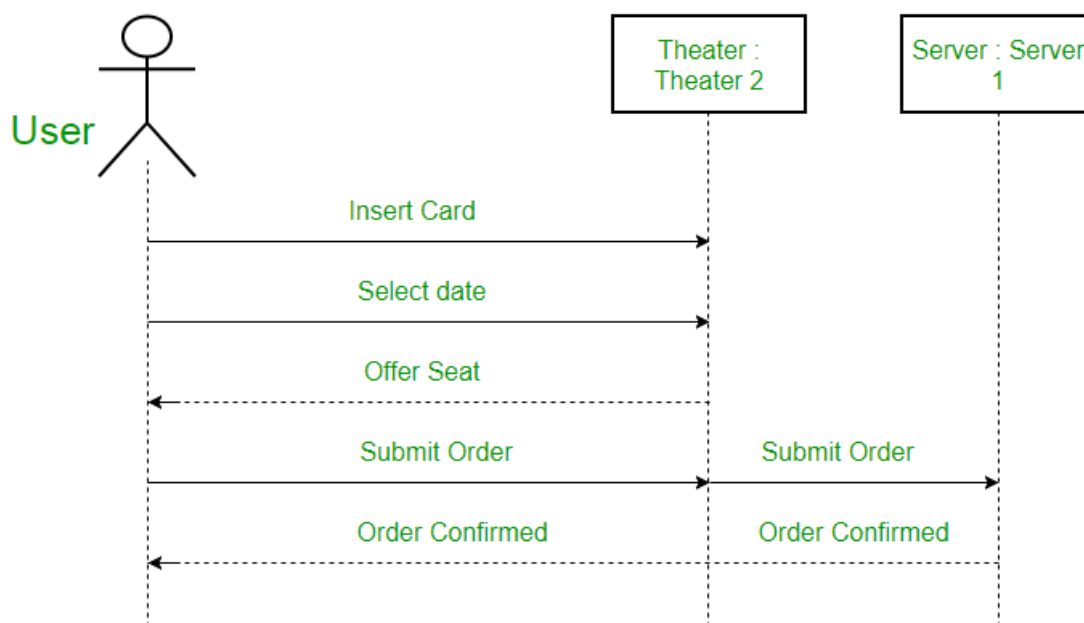 Theater :
Theater 2
Server : Server
1
User
Insert Card
Select date
Offer Seat
Submit Order
Submit Order
Order Confirmed
Order Confirmed